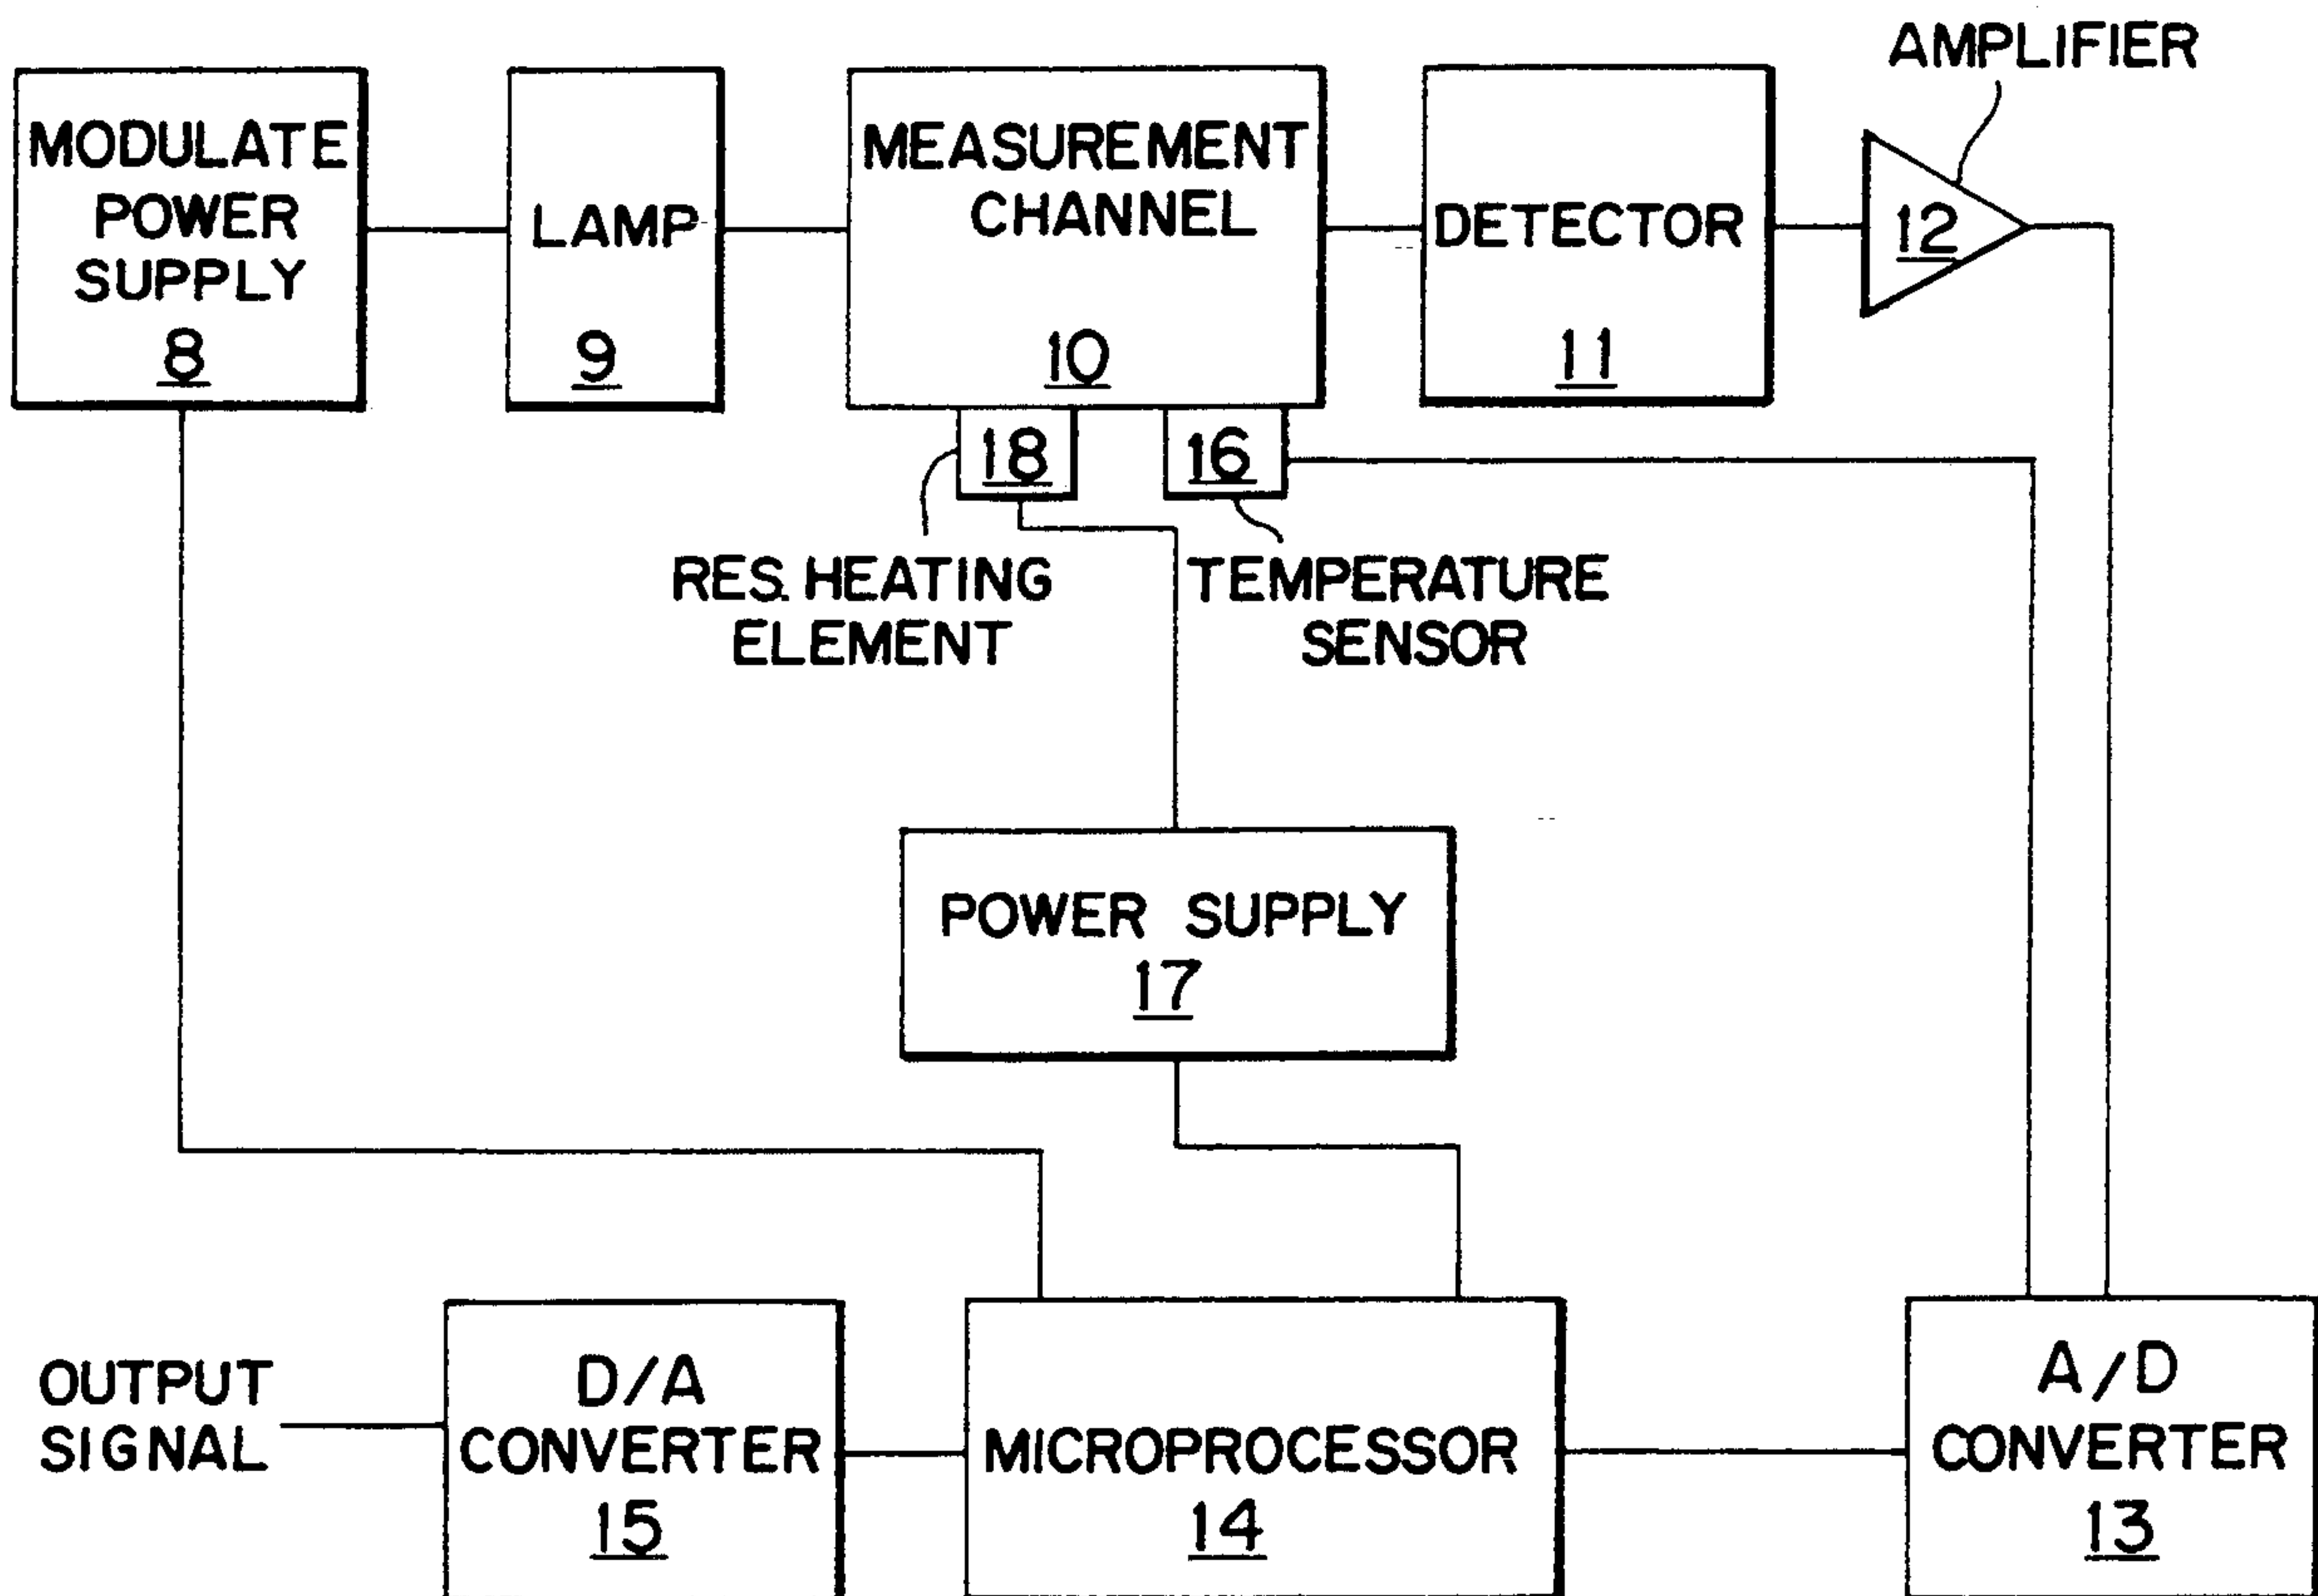 AMPLIFIER
MODULATE
POWER
SUPPLY
8
LAMP
9
MEASUREMENT
CHANNEL
10
DETECTOR
11
12
18
16
RES. HEATING
ELEMENT
TEMPERATURE
SENSOR
POWER SUPPLY
17
OUTPUT
SIGNAL
D/A
CONVERTER
15
MICROPROCESSOR
14
A/D
CONVERTER
13